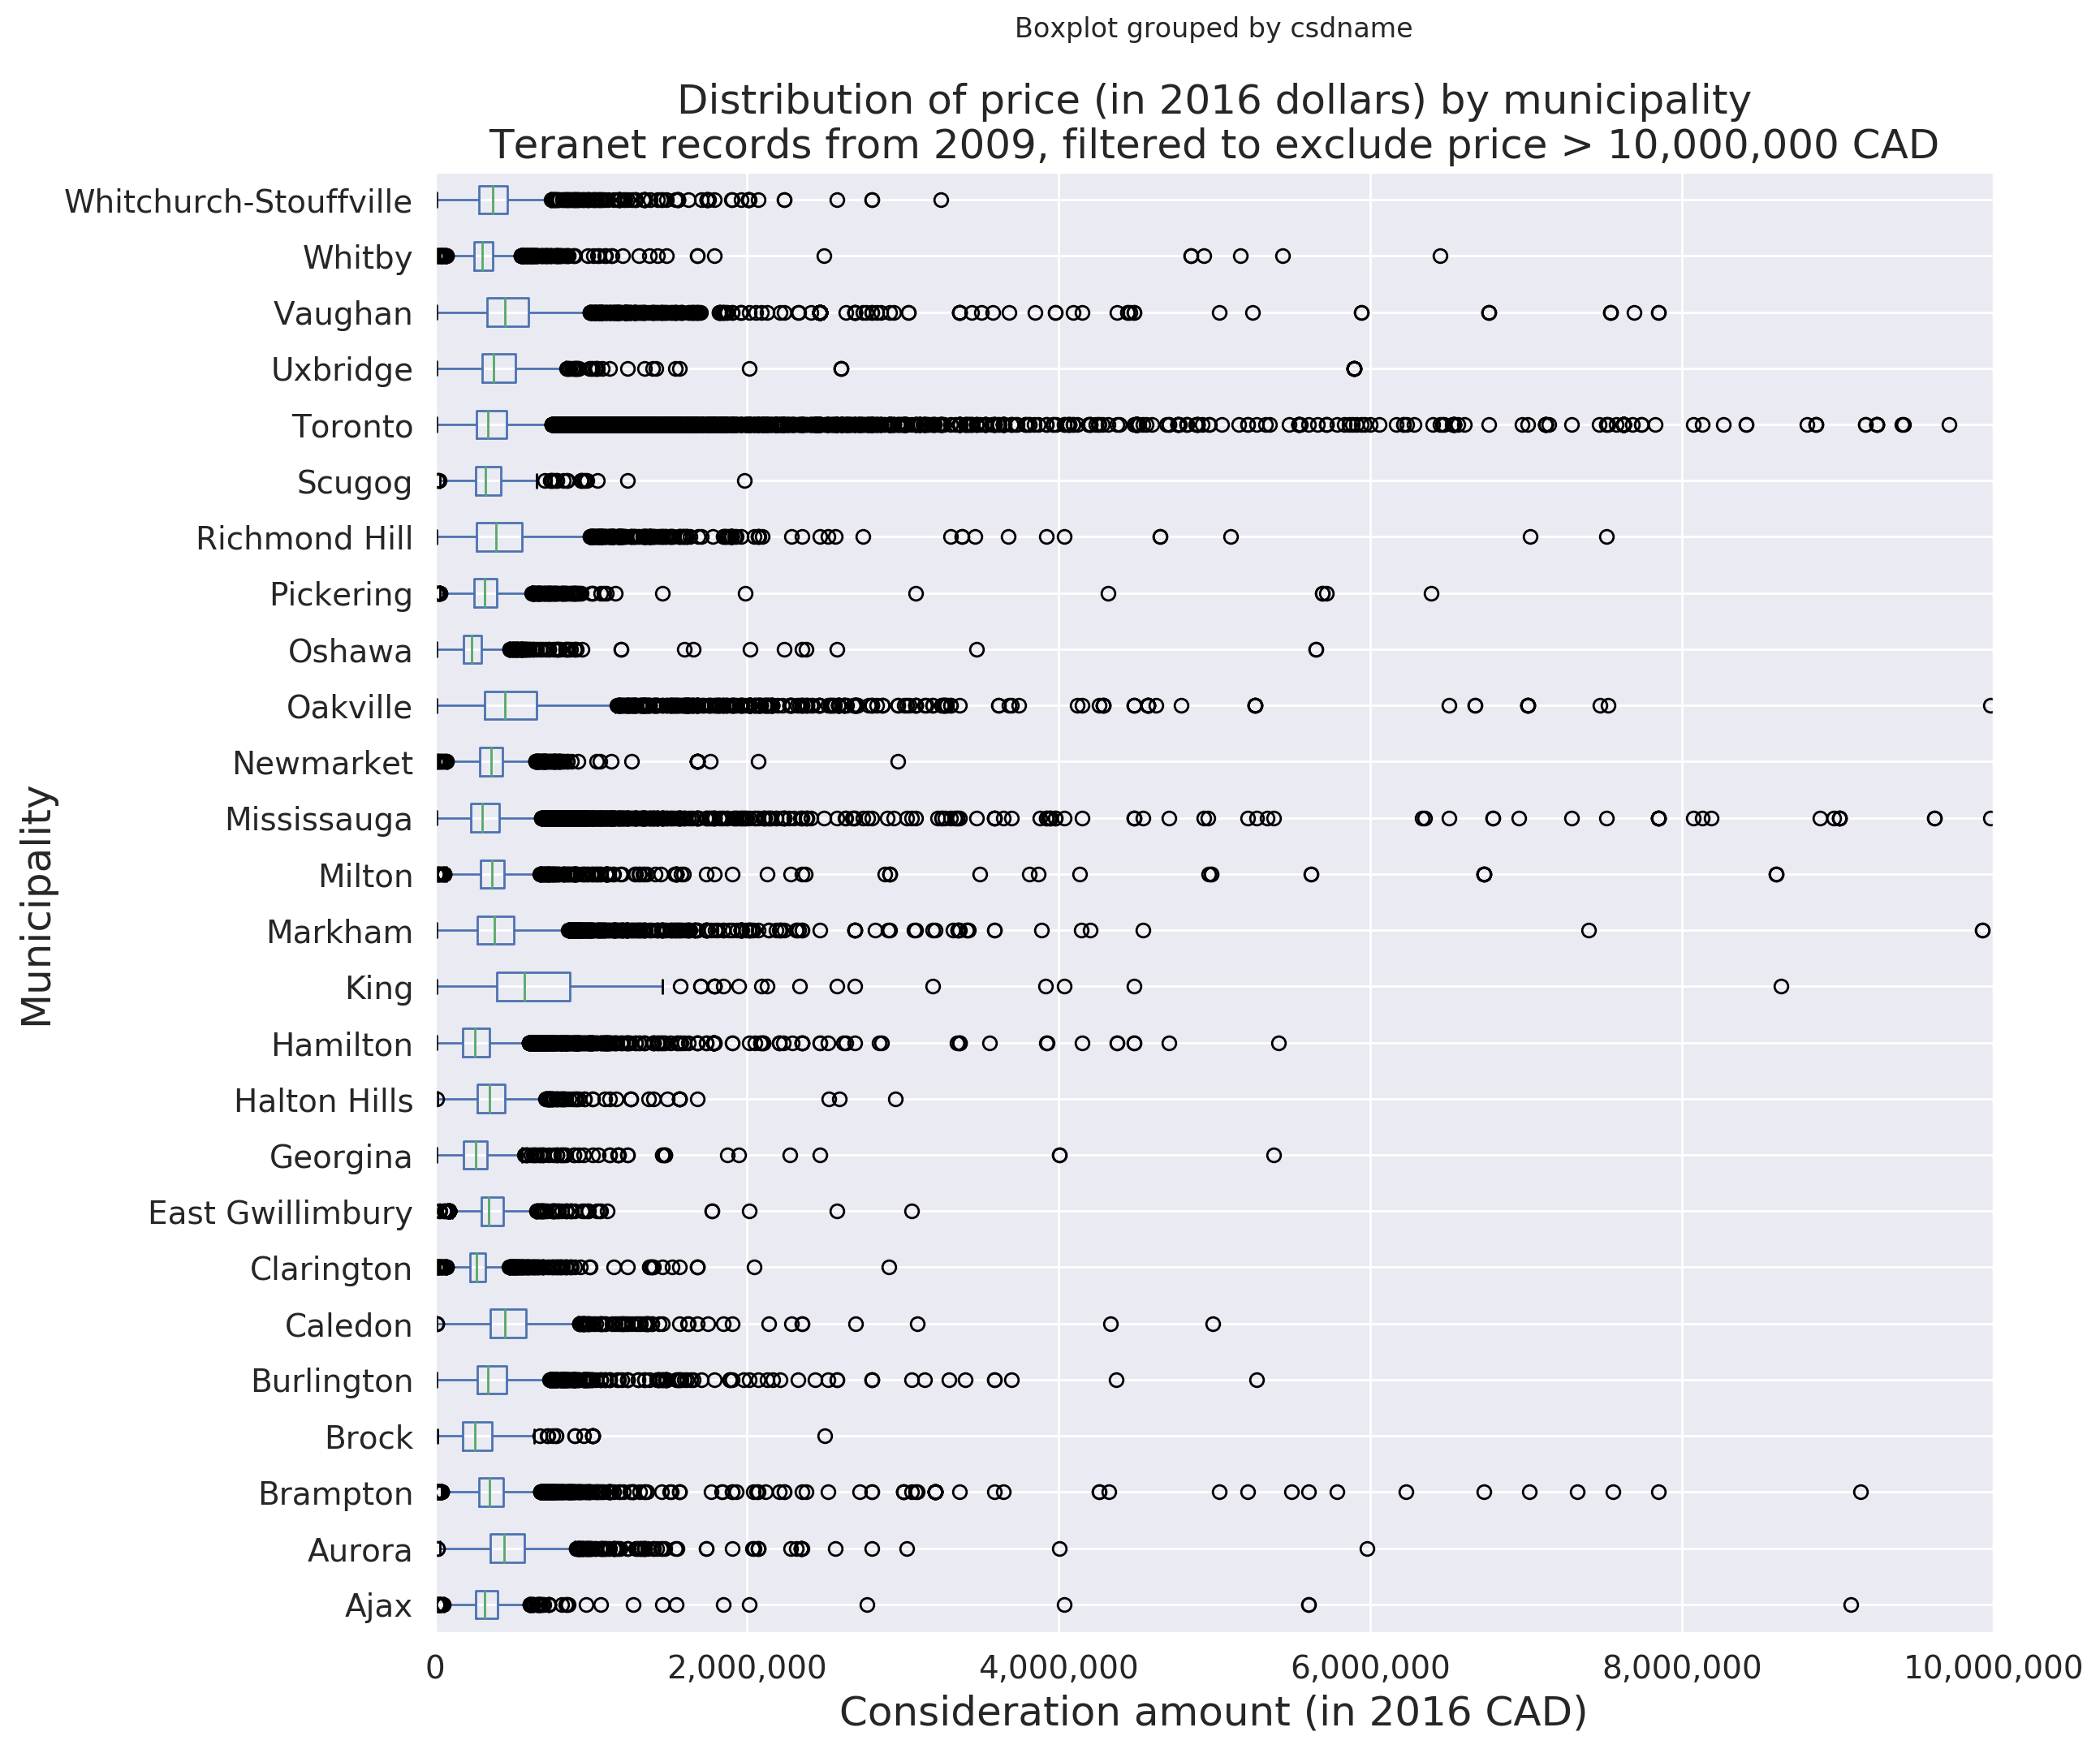 Boxplot grouped by csdname
Distribution of price (in 2016 dollars) by municipality
Teranet records from 2009, filtered to exclude price > 10,000,000 CAD
Municipality
Whitchurch-Stouffville
Whitby
Vaughan
Uxbridge
Toronto
Scugog
Richmond Hill
Pickering
Oshawa
Oakville
Newmarket
Mississauga
Milton
Markham
King
Hamilton
Halton Hills
Georgina
East Gwillimbury
Clarington
Caledon
Burlington
Brock
Brampton
Aurora
Ajax
0 2,000,000 4,000,000 6,000,000 8,000,000 10,000,000
Consideration amount (in 2016 CAD)